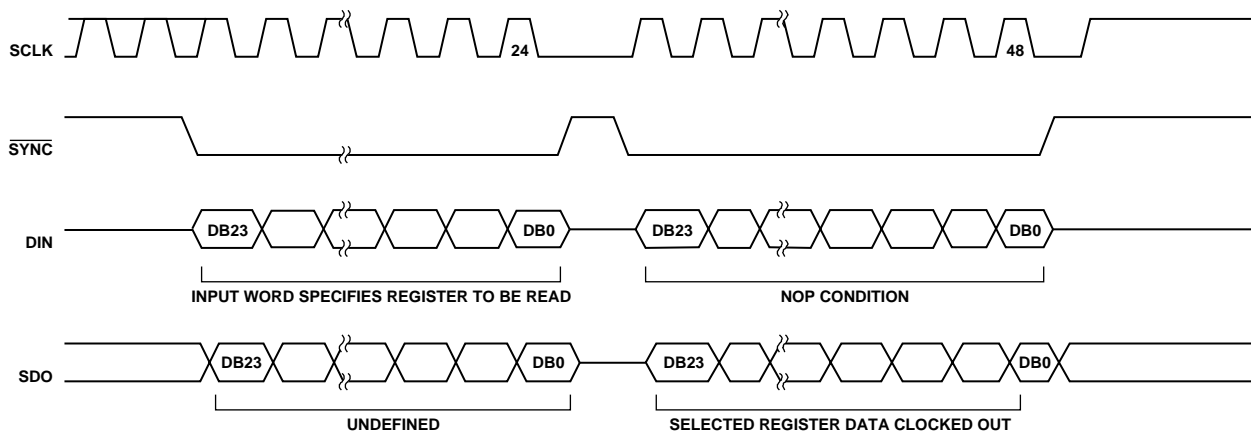 SCLK
24
48
SYNC
DIN
DB23
DB0
DB23
DB0
INPUT WORD SPECIFIES REGISTER TO BE READ
NOP CONDITION
SDO
DB23
DB0
DB23
DB0
UNDEFINED
SELECTED REGISTER DATA CLOCKED OUT